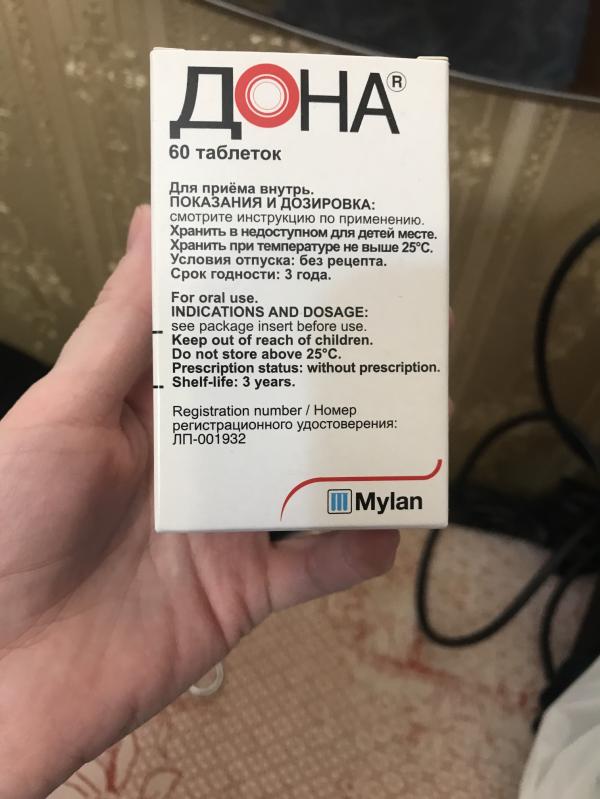 ДОНА®
60 таблеток
Для приёма внутрь.
ПОКАЗАНИЯ И ДОЗИРОВКА:
смотрите инструкцию по применению.
Хранить в недоступном для детей месте.
Хранить при температуре не выше 25°C.
Условия отпуска: без рецепта.
Срок годности: 3 года.
For oral use.
INDICATIONS AND DOSAGE:
see package insert before use.
Keep out of reach of children.
Do not store above 25°C.
Prescription status: without prescription.
Shelf-life: 3 years.
Registration number / Номер
регистрационного удостоверения:
ЛП-001932
Mylan